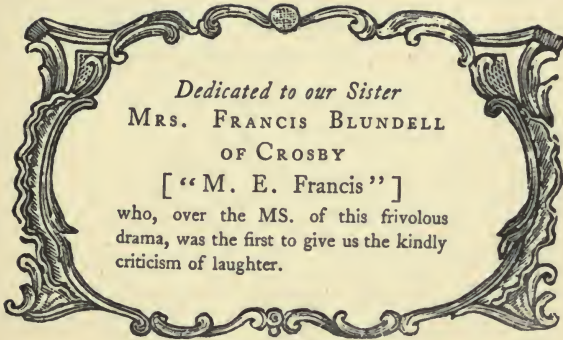 Dedicated to our Sister
MRS. FRANCIS BLUNDELL
OF CROSBY
[“M. E. Francis”]
who, over the MS. of this frivolous
drama, was the first to give us the kindly
criticism of laughter.